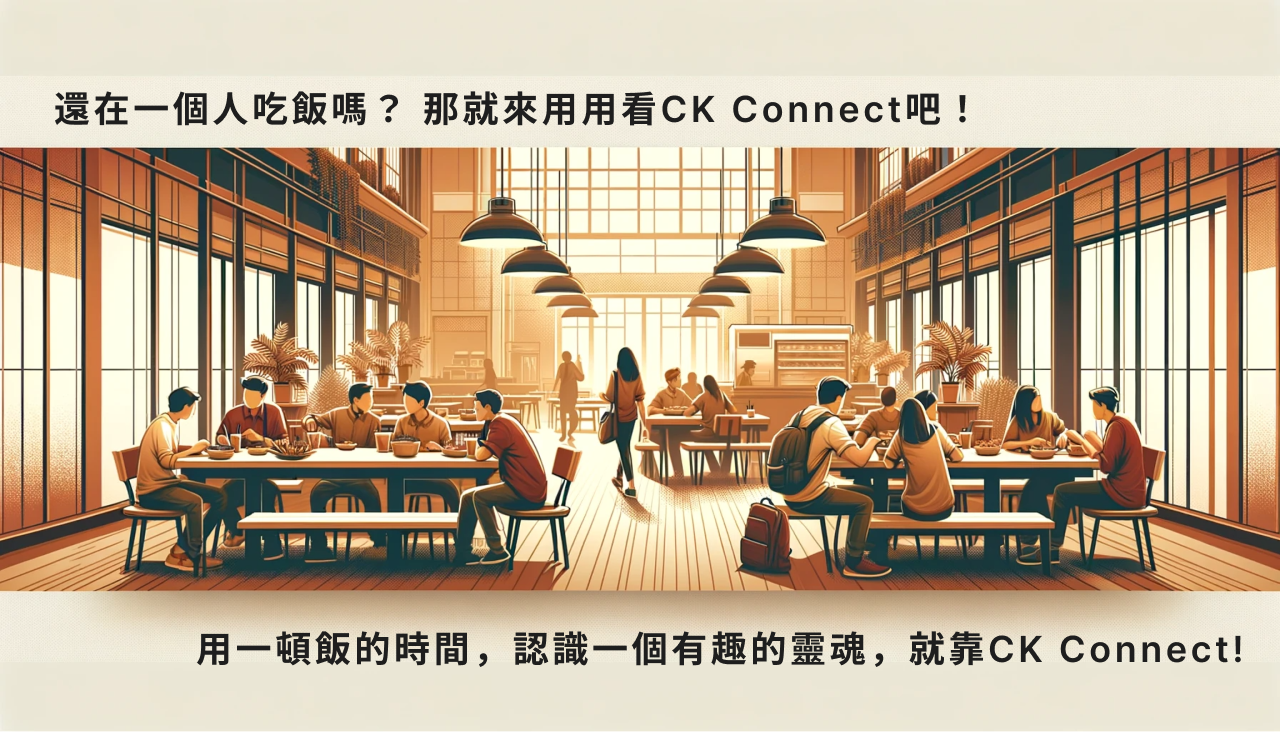 還在一個人吃飯嗎？ 那就來用用看CK Connect吧！
用一頓飯的時間，認識一個有趣的靈魂，就靠CK Connect!